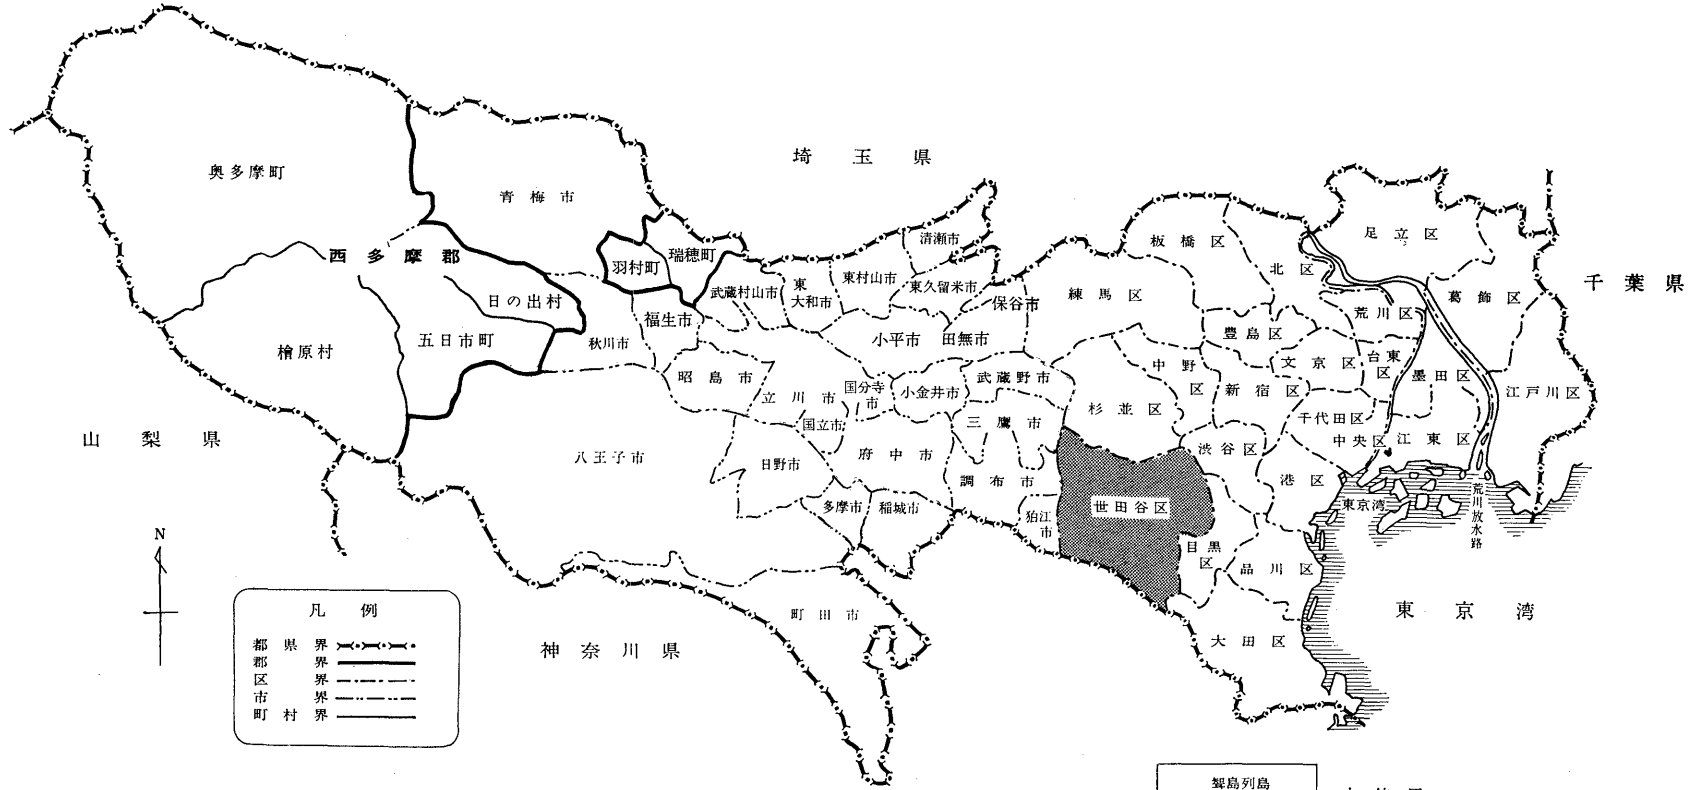 埼玉県
奥多摩町
青梅市
西多摩郡
羽村町
瑞穂町
日の出村
五日市町
檜原村
福生市
秋川市
武蔵村山市
東
大和市
東村山市
清瀬市
東久留米市
保谷市
小平市
田無市
昭島市
立川市
国分寺
市
小金井市
武蔵野市
国立市
三鷹市
八王子市
日野市
府中市
調布市
多摩市
稲城市
狛江
市
町田市
板橋区
北区
足立区
葛飾区
練馬区
豊島区
荒川区
中野
区
文京区
台東
区
墨田区
江戸川区
杉並区
新宿区
千代田区
中央区
江東区
渋谷区
港区
世田谷区
目黒
区
品川区
大田区
東京湾
荒川放水路
千葉県
東京湾
山梨県
神奈川県
N
凡例
都県界
郡界
区界
市界
町村界
聟島列島